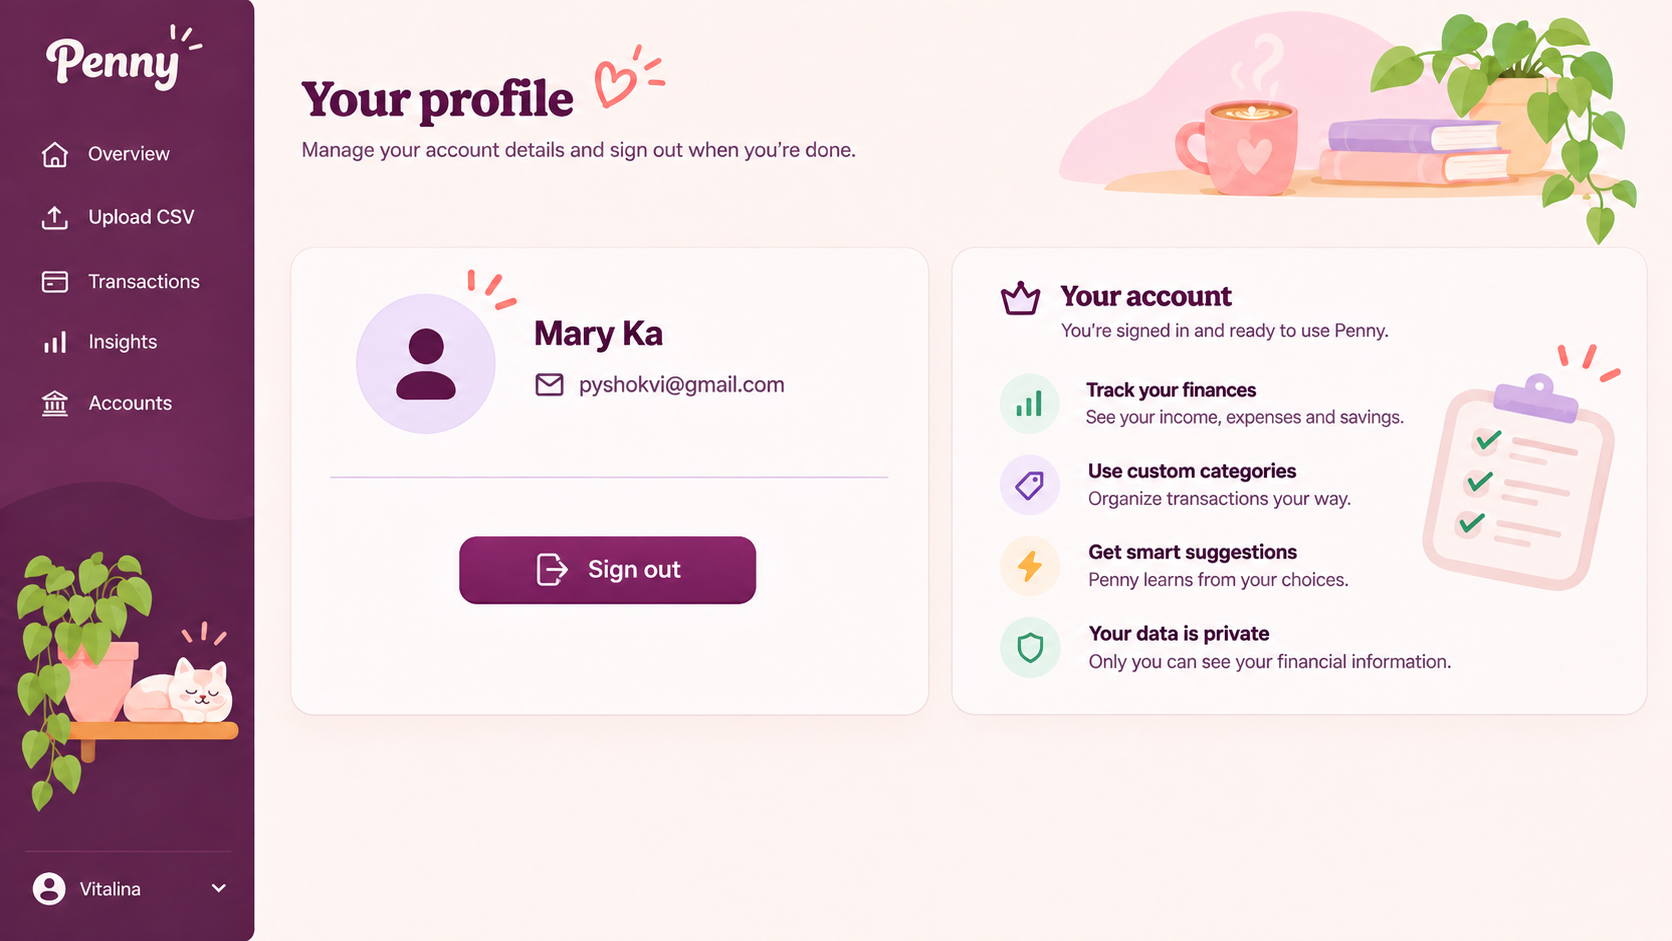 Penny
Overview
Upload CSV
Transactions
Insights
Accounts
Vitalina
Your profile
Manage your account details and sign out when you’re done.
Mary Ka
pyshokvi@gmail.com
Sign out
Your account
You’re signed in and ready to use Penny.
Track your finances
See your income, expenses and savings.
Use custom categories
Organize transactions your way.
Get smart suggestions
Penny learns from your choices.
Your data is private
Only you can see your financial information.